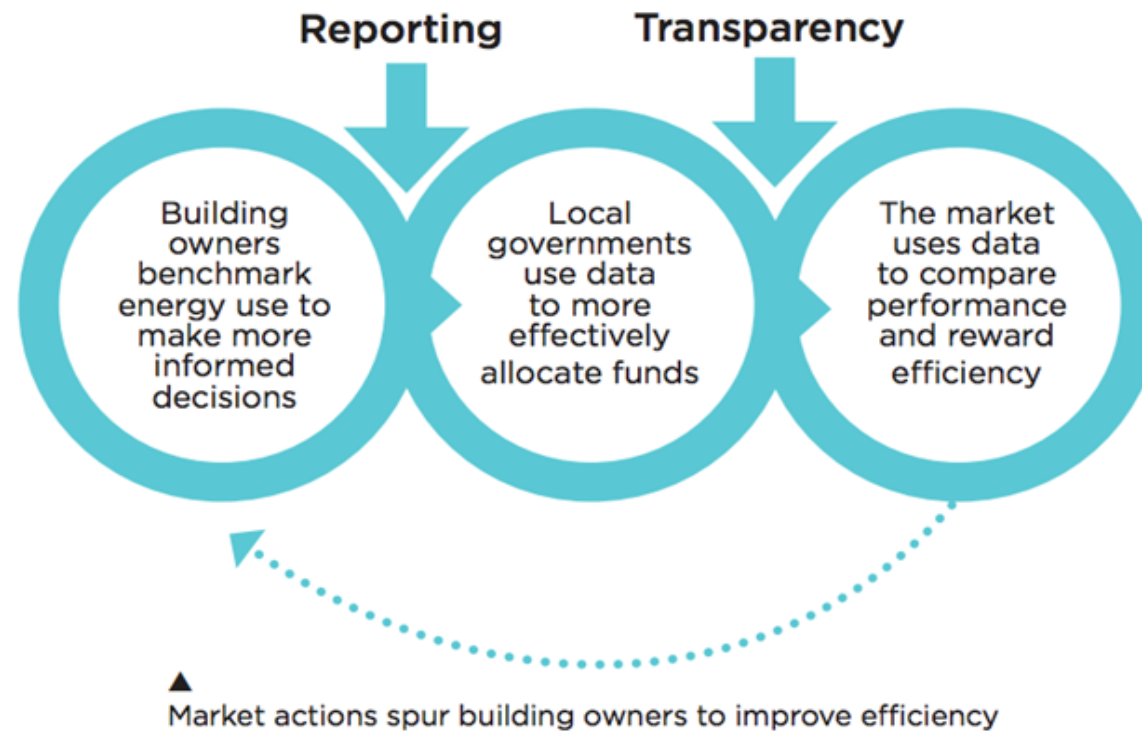 Reporting
Transparency
Building
owners
benchmark
energy use to
make more
informed
decisions
Local
governments
use data
to more
effectively
allocate funds
The market
uses data
to compare
performance
and reward
efficiency
▲
Market actions spur building owners to improve efficiency